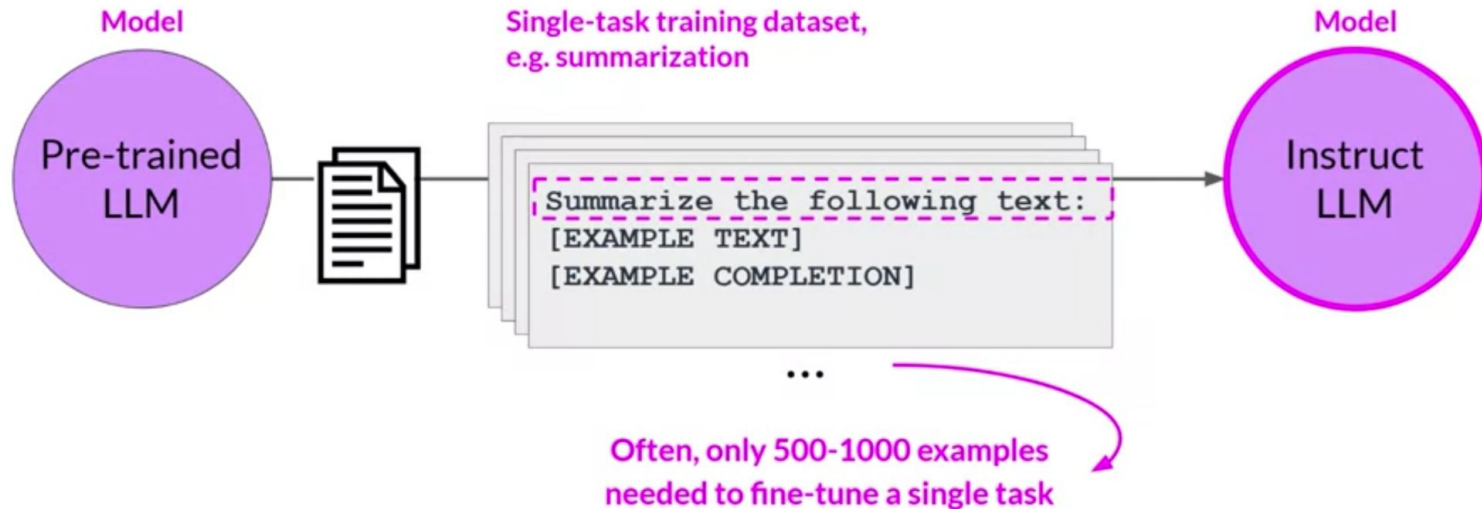 Model
Single-task training dataset,
e.g. summarization
Model
Pre-trained
LLM
Summarize the following text:
[EXAMPLE TEXT]
[EXAMPLE COMPLETION]
...
Instruct
LLM
Often, only 500-1000 examples
needed to fine-tune a single task